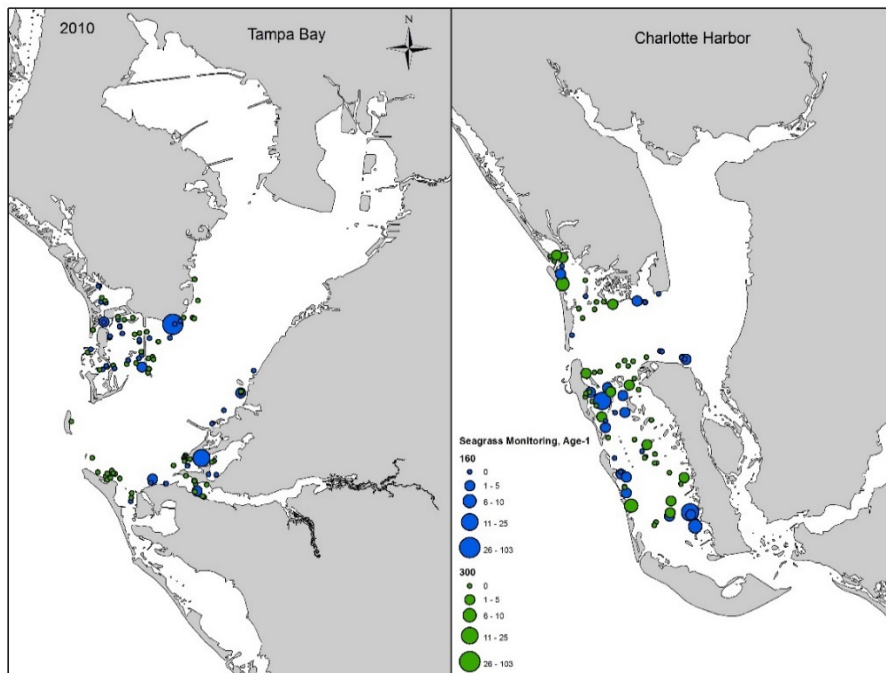 2010
Tampa Bay
N
Charlotte Harbor
Seagrass Monitoring, Age-1
160
0
1 - 5
6 - 10
11 - 25
26 - 103
300
0
1 - 5
6 - 10
11 - 25
26 - 103